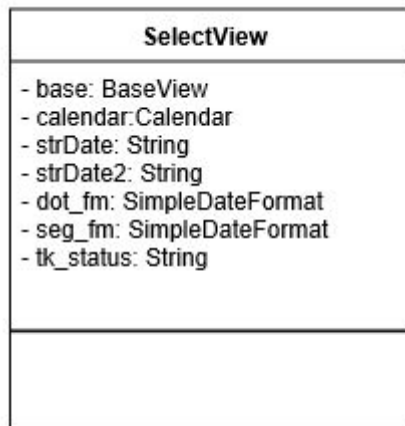 SelectView
- base: BaseView
- calendar:Calendar
- strDate: String
- strDate2: String
- dot_fm: SimpleDateFormat
- seg_fm: SimpleDateFormat
- tk_status: String